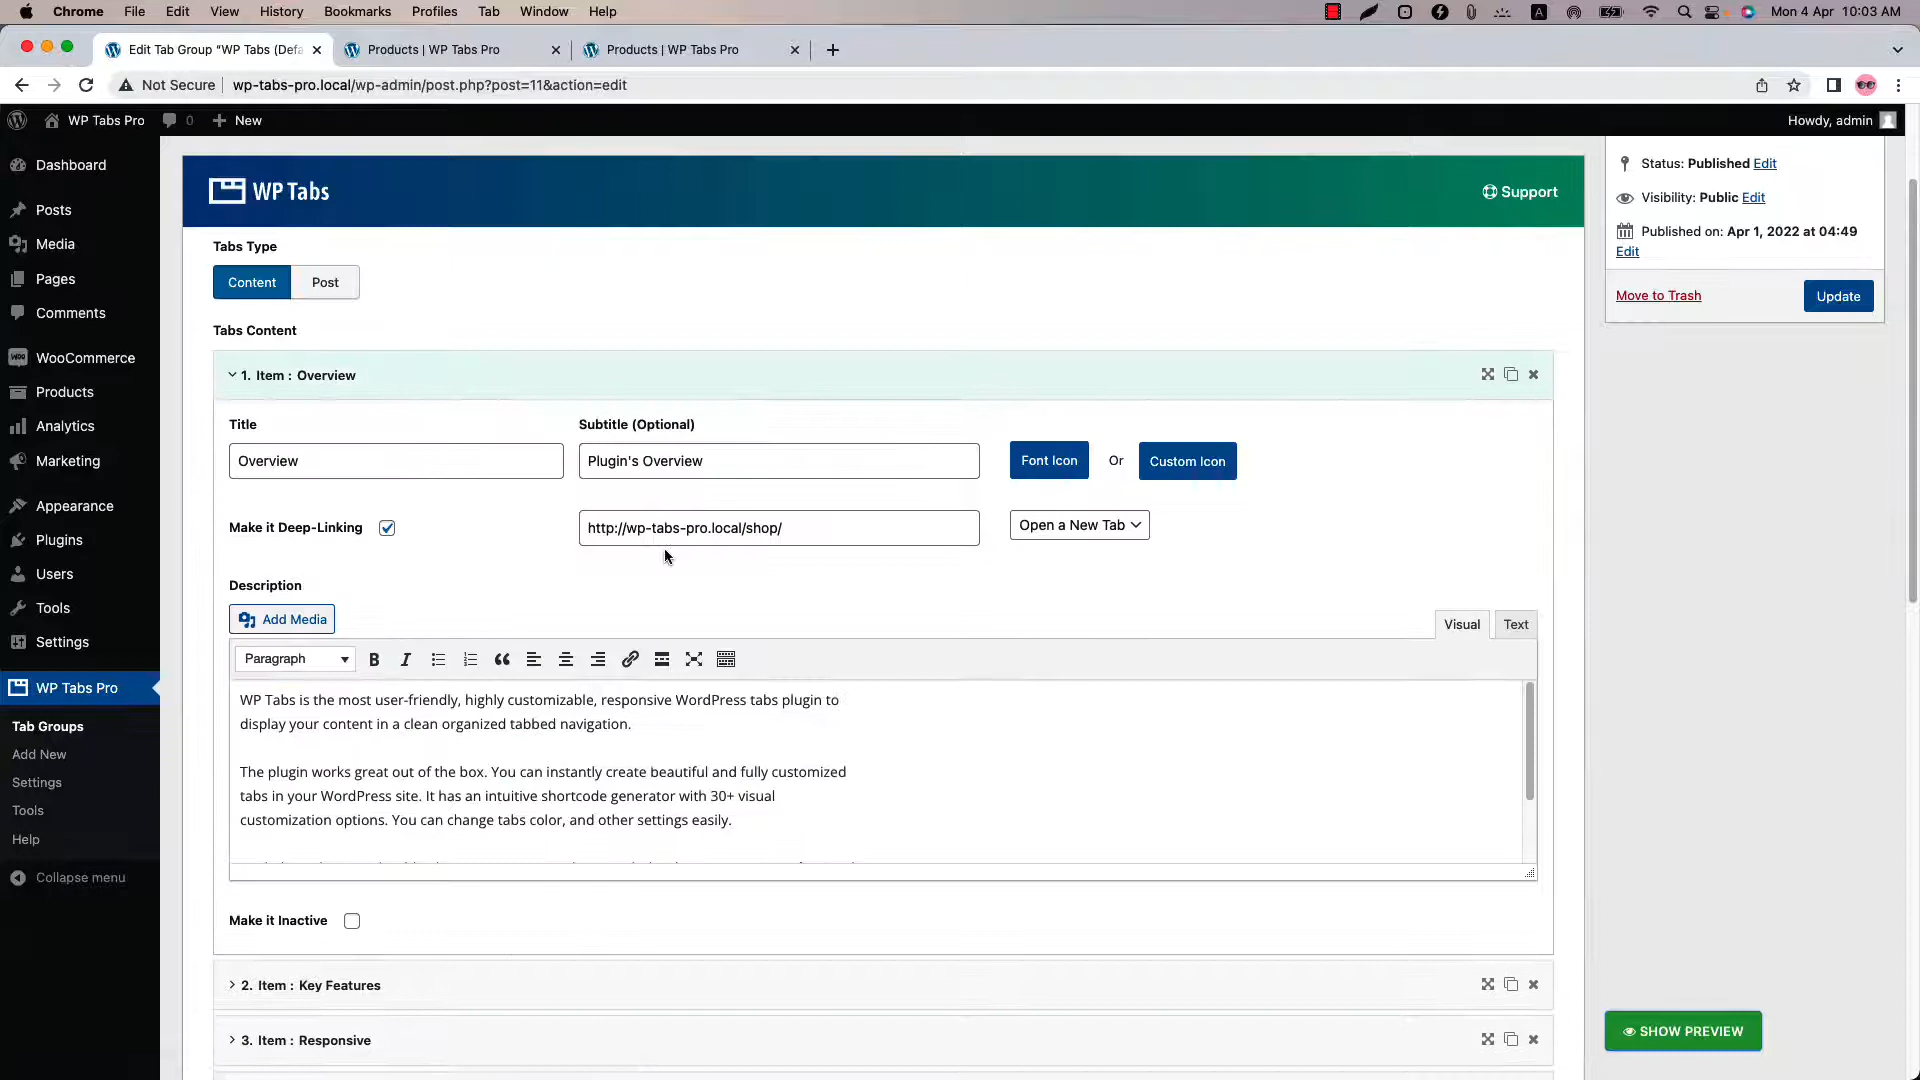 Chrome File Edit View History Bookmarks Profiles Tab Window Help A Mon 4 Apr 10:03 AM
Edit Tab Group "WP Tabs (Defa Products | WP Tabs Pro Products | WP Tabs Pro
Not Secure wp-tabs-pro.local/wp-admin/post.php?post=11&action=edit
WP Tabs Pro 0 New Howdy, admin
Dashboard
Posts
Media
Pages
Comments
WooCommerce
Products
Analytics
Marketing
Appearance
Plugins
Users
Tools
Settings
WP Tabs Pro
Tab Groups
Add New
Settings
Tools
Help
Collapse menu
WP Tabs
Support
Tabs Type
Content Post
Tabs Content
1. Item : Overview
Title Subtitle (Optional)
Overview Plugin's Overview Font Icon Or Custom Icon
Make it Deep-Linking http://wp-tabs-pro.local/shop/ Open a New Tab
Description
Add Media Visual Text
Paragraph
WP Tabs is the most user-friendly, highly customizable, responsive WordPress tabs plugin to
display your content in a clean organized tabbed navigation.
The plugin works great out of the box. You can instantly create beautiful and fully customized
tabs in your WordPress site. It has an intuitive shortcode generator with 30+ visual
customization options. You can change tabs color, and other settings easily.
Make it Inactive
2. Item : Key Features
3. Item : Responsive
Status: Published Edit
Visibility: Public Edit
Published on: Apr 1, 2022 at 04:49
Edit
Move to Trash Update
SHOW PREVIEW